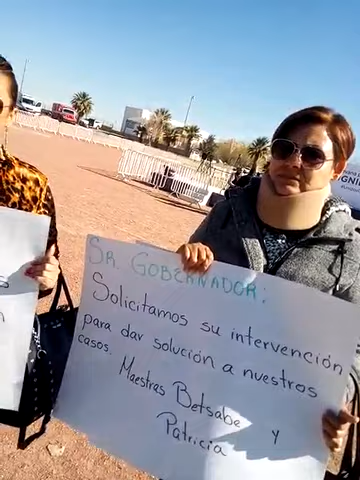 Sr. GOBERNADOR:
Solicitamos su intervención
para dar solución a nuestros
casos.
Maestras Betsabe y
Patricia